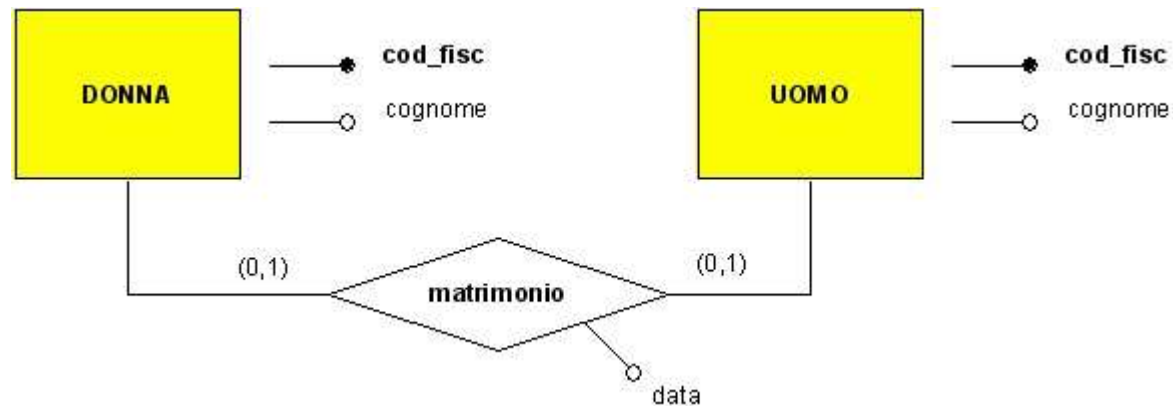 DONNA
cod_fisc
cognome
UOMO
cod_fisc
cognome
(0,1)
matrimonio
(0,1)
data